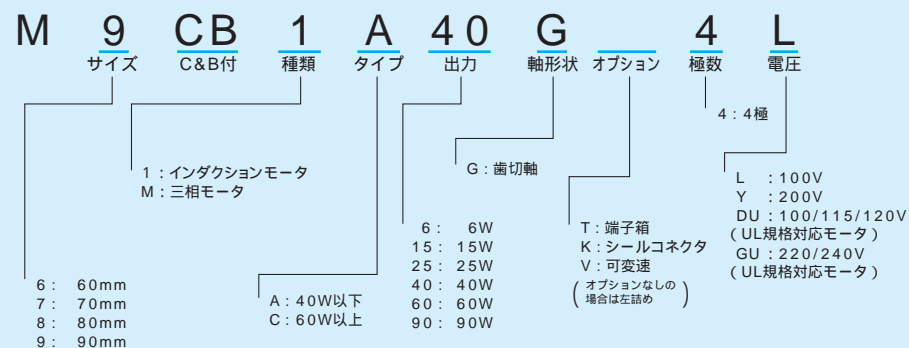 M 9 CB 1 A 40 G 4 L
サイズ C&B付 種類 タイプ 出力 軸形状 オプション 極数 電圧
4：4極
1：インダクションモータ
M：三相モータ
G：歯切軸
L ：100V
Y ：200V
DU：100/115/120V
（UL規格対応モータ）
GU：220/240V
（UL規格対応モータ）
T：端子箱
K：シールコネクタ
V：可変速
（オプションなしの
場合は左詰め）
6： 6W
15： 15W
25： 25W
40： 40W
60： 60W
90： 90W
A：40W以下
C：60W以上
6： 60mm
7： 70mm
8： 80mm
9： 90mm